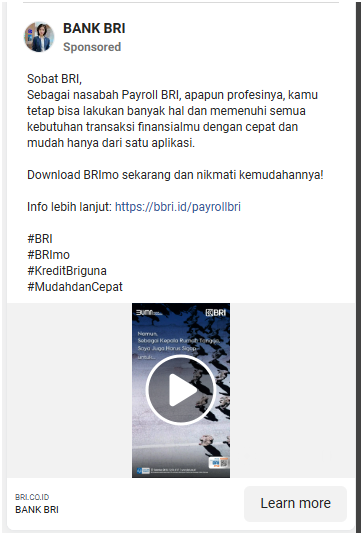 BANK BRI
Sponsored
Sobat BRI,
Sebagai nasabah Payroll BRI, apapun profesinya, kamu
tetap bisa lakukan banyak hal dan memenuhi semua
kebutuhan transaksi finansialmu dengan cepat dan
mudah hanya dari satu aplikasi.
Download BRImo sekarang dan nikmati kemudahannya!
Info lebih lanjut: https://bbri.id/payrollbri
#BRI
#BRImo
#KreditBriguna
#MudahdanCepat
BUMN
BRI
Namun,
Sebagai Kepala Rumah Tangga,
Saya Juga Harus Sigap
BRI.CO.ID
BANK BRI
Learn more